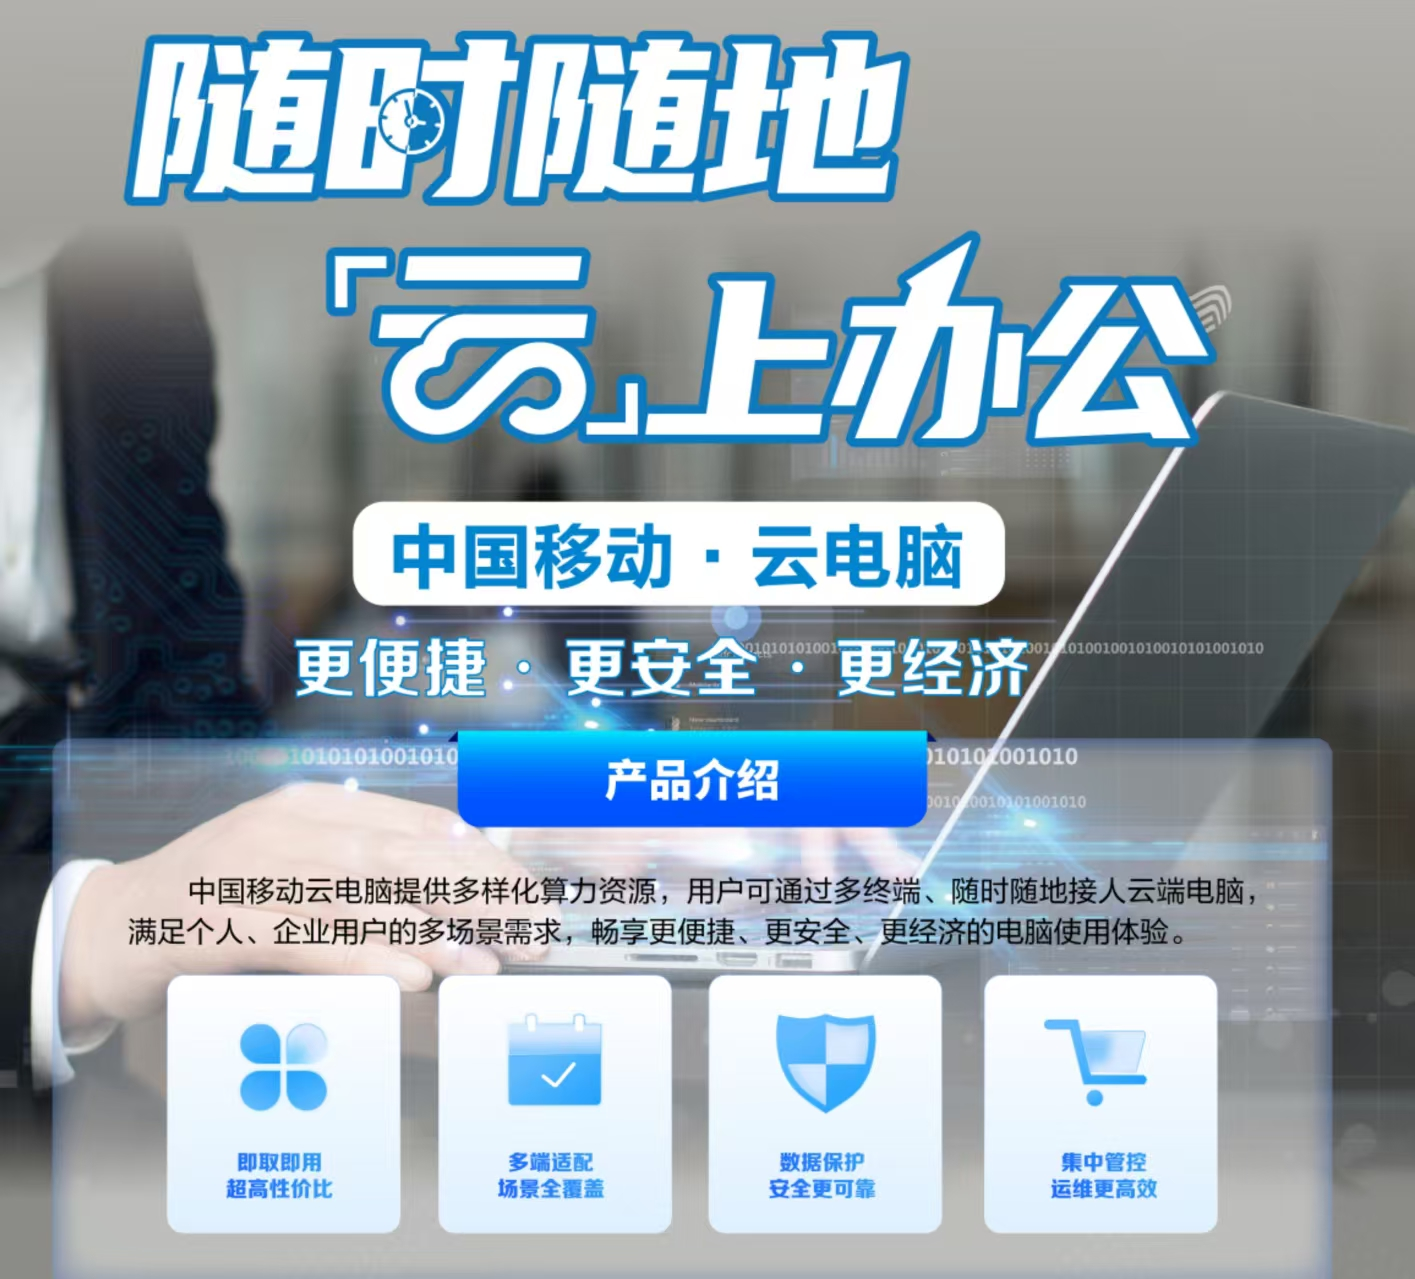 随时随地
「云」上办公
中国移动·云电脑
更便捷·更安全·更经济
产品介绍
中国移动云电脑提供多样化算力资源，用户可通过多终端、随时随地接人云端电脑，
满足个人、企业用户的多场景需求，畅享更便捷、更安全、更经济的电脑使用体验。
即取即用
超高性价比
多端适配
场景全覆盖
数据保护
安全更可靠
集中管控
运维更高效